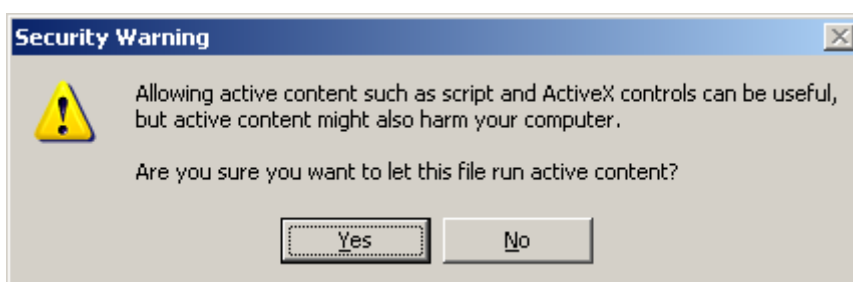 Security Warning
Allowing active content such as script and ActiveX controls can be useful,
but active content might also harm your computer.
Are you sure you want to let this file run active content?
Yes
No